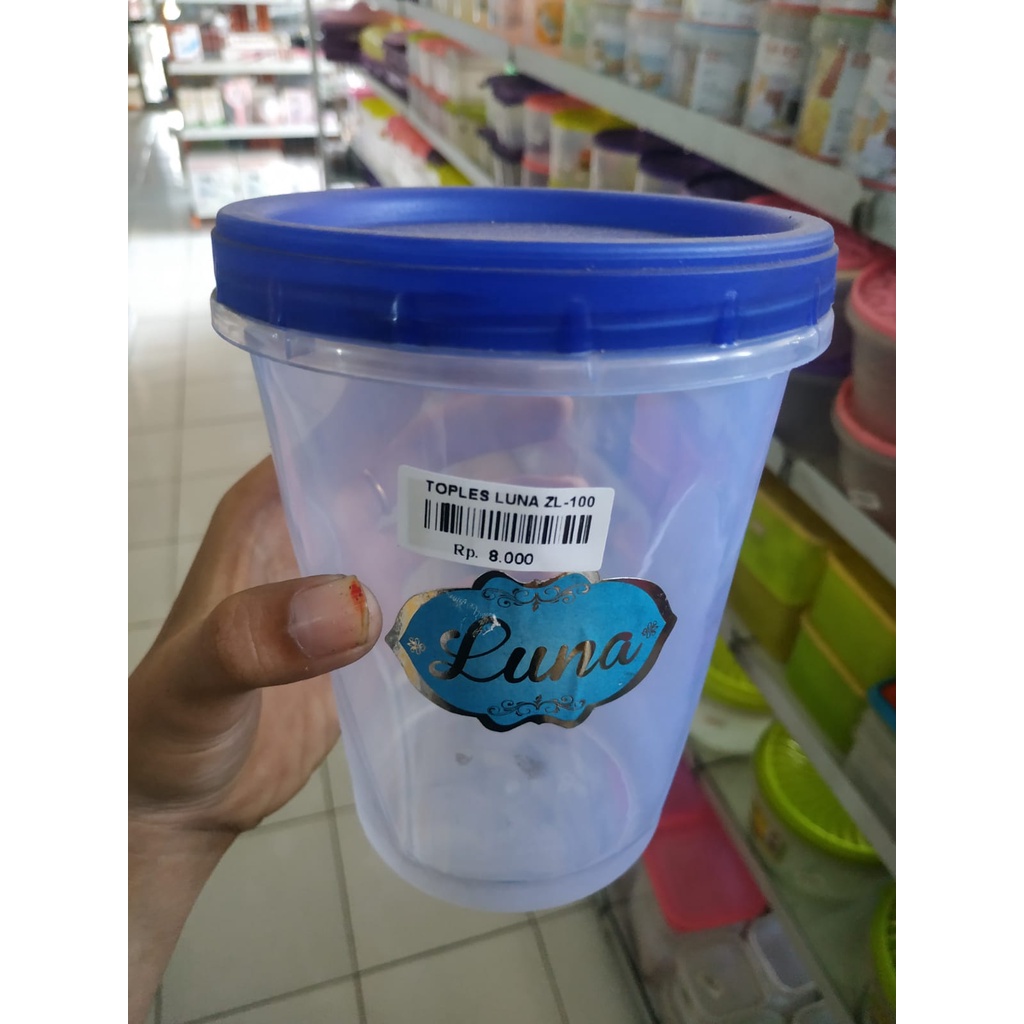 TOPLES LUNA ZL-100
Rp. 8.000
Luna